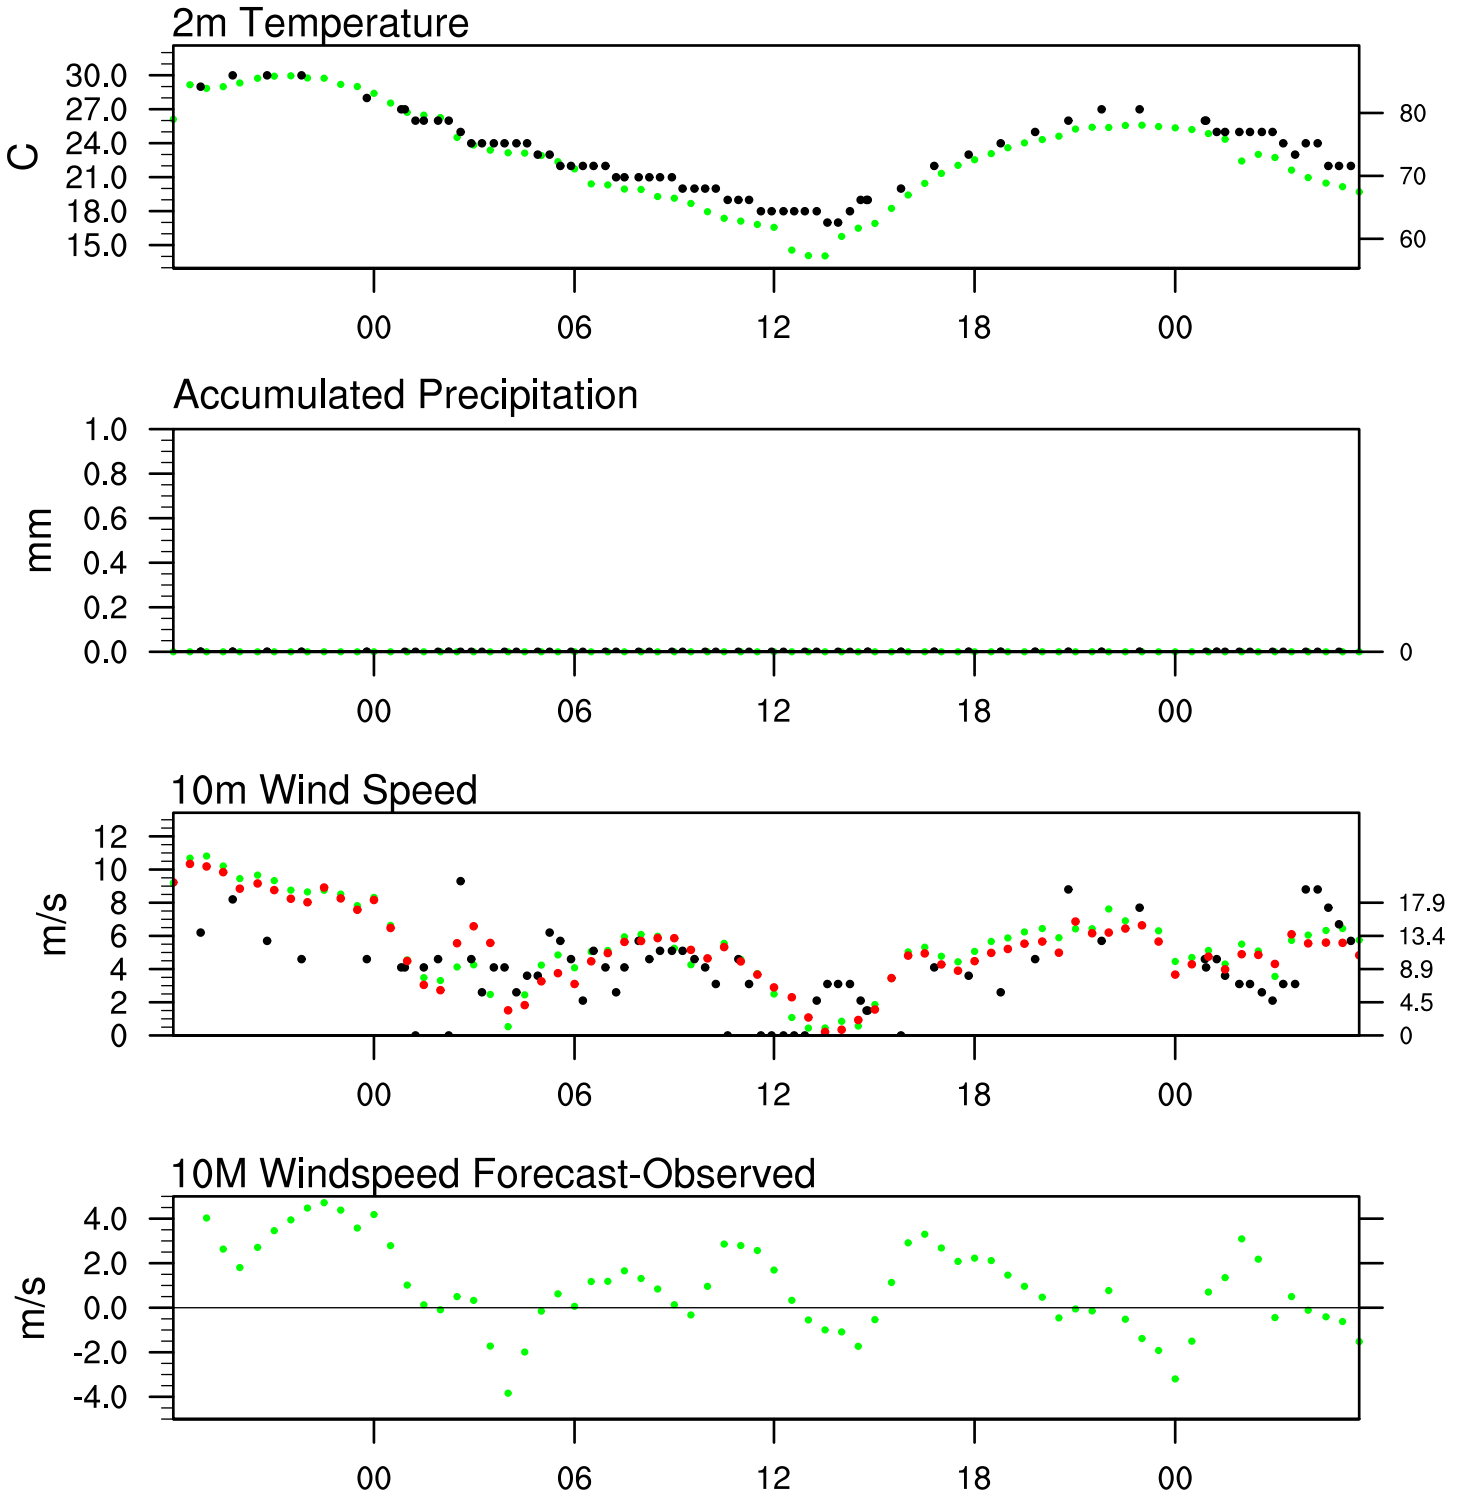 2m Temperature
30.0
27.0
24.0
21.0
18.0
15.0
C
80
70
60
00 06 12 18 00
Accumulated Precipitation
1.0
0.8
0.6
0.4
0.2
0.0
mm
0
00 06 12 18 00
10m Wind Speed
12
10
8
6
4
2
0
m/s
17.9
13.4
8.9
4.5
0
00 06 12 18 00
10M Windspeed Forecast-Observed
4.0
2.0
0.0
-2.0
-4.0
m/s
00 06 12 18 00